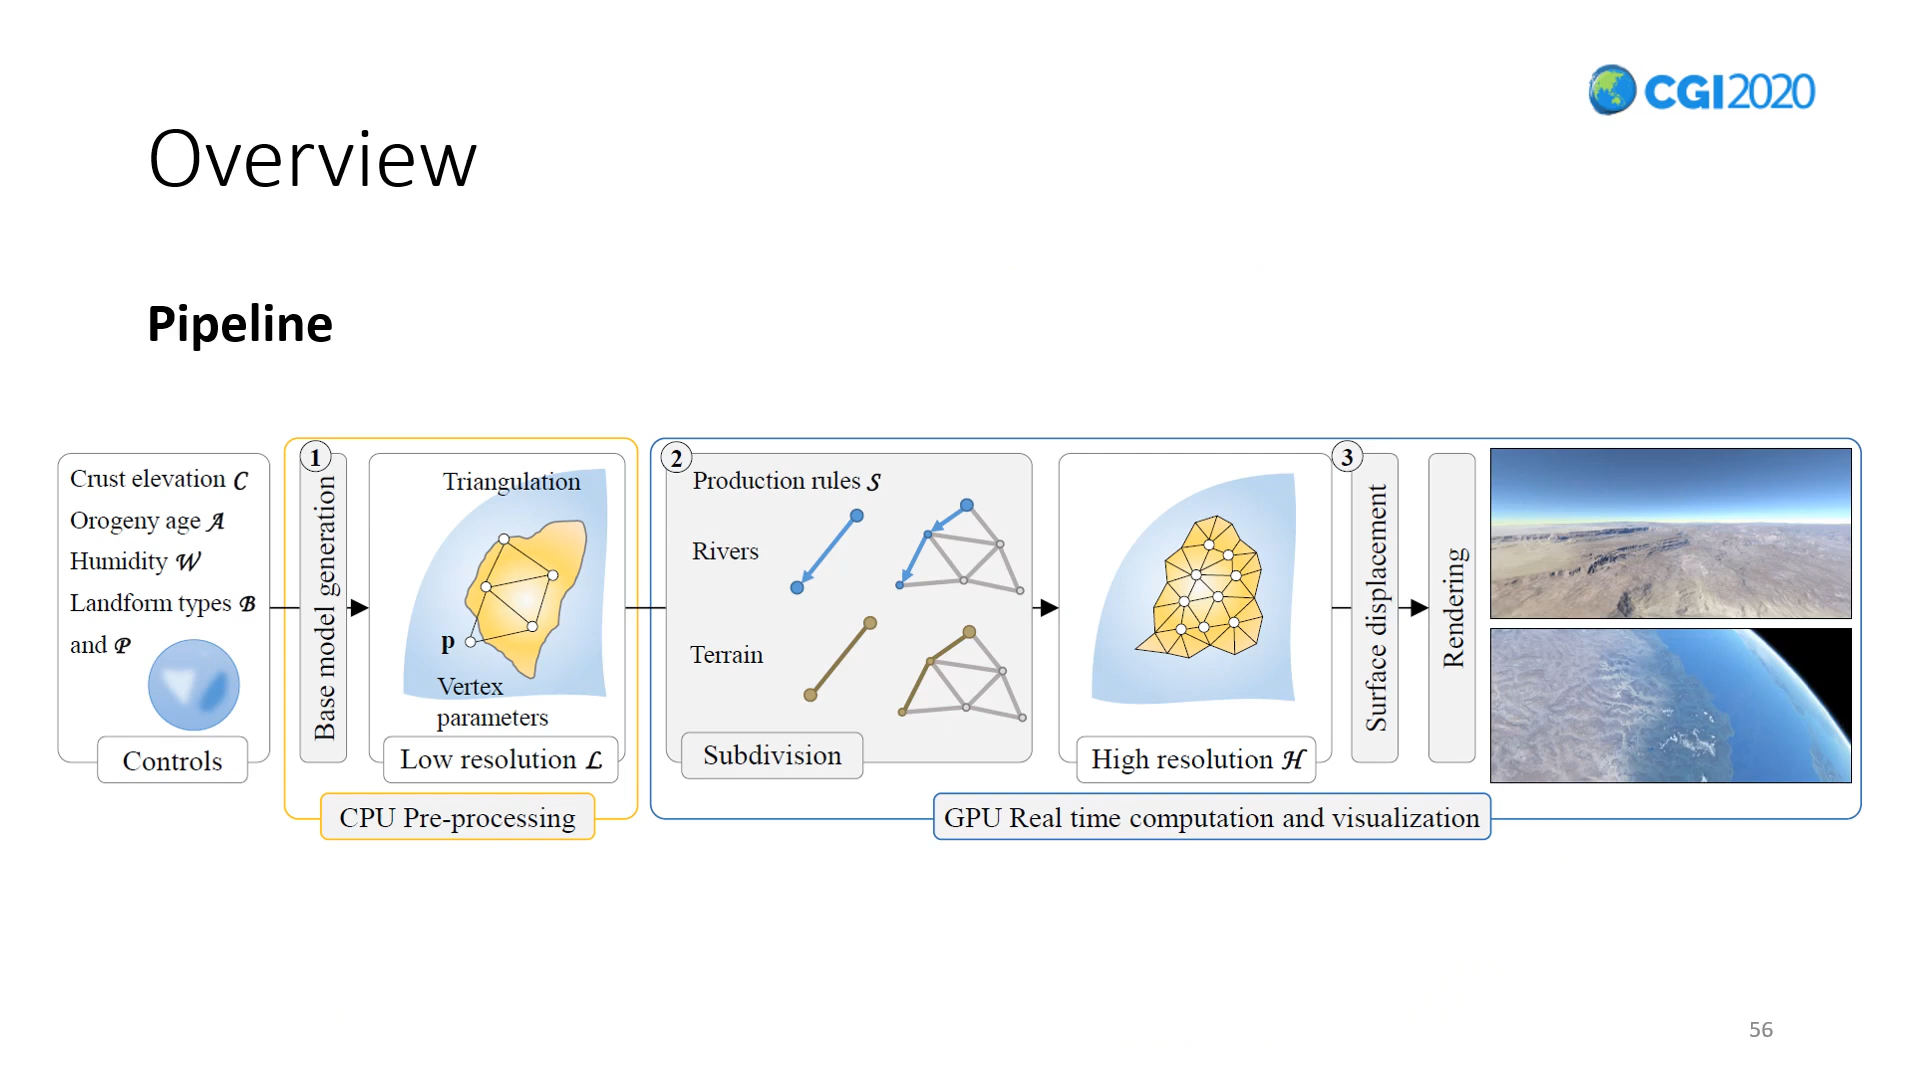 CGI2020
Overview
Pipeline
Crust elevation C
Orogeny age A
Humidity W
Landform types B
and P
Controls
1
Base model generation
Triangulation
p
Vertex
parameters
Low resolution L
CPU Pre-processing
2
Production rules S
Rivers
Terrain
Subdivision
High resolution H
3
Surface displacement
Rendering
GPU Real time computation and visualization
56